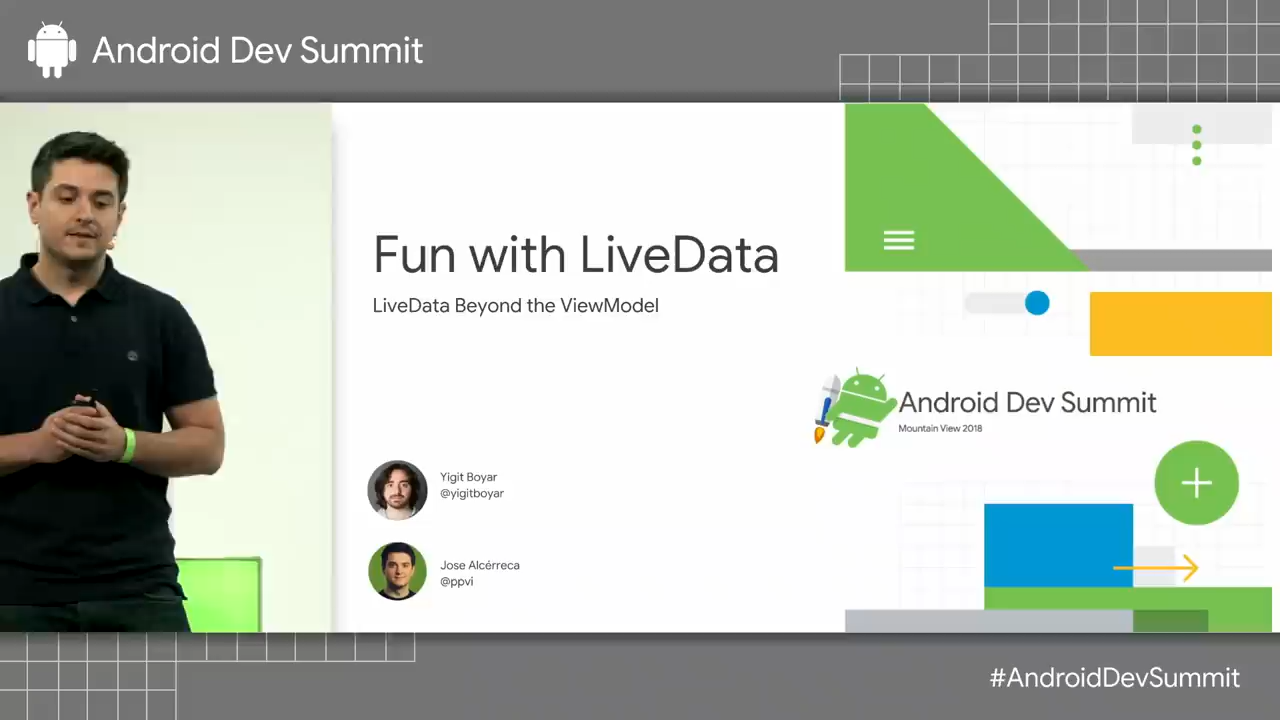 Android Dev Summit
Fun with LiveData
LiveData Beyond the ViewModel
Android Dev Summit
Mountain View 2018
Yigit Boyar
@yigitboyar
Jose Alcérreca
@ppvi
#AndroidDevSummit